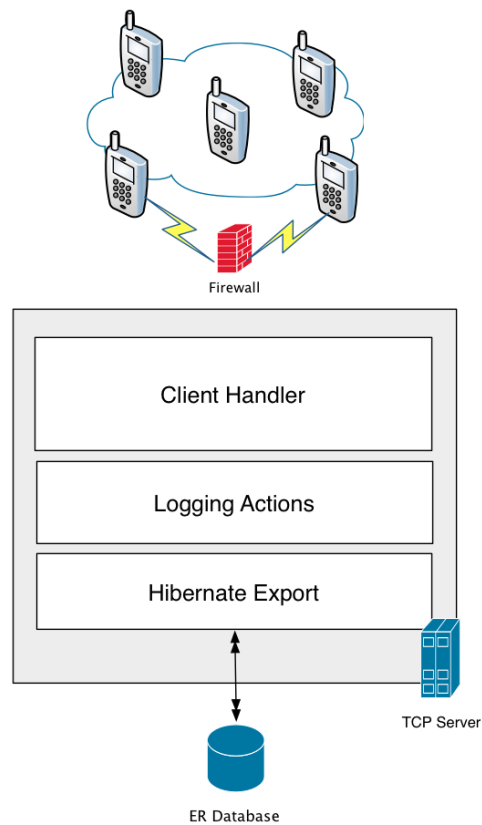 Firewall
Client Handler
Logging Actions
Hibernate Export
TCP Server
ER Database